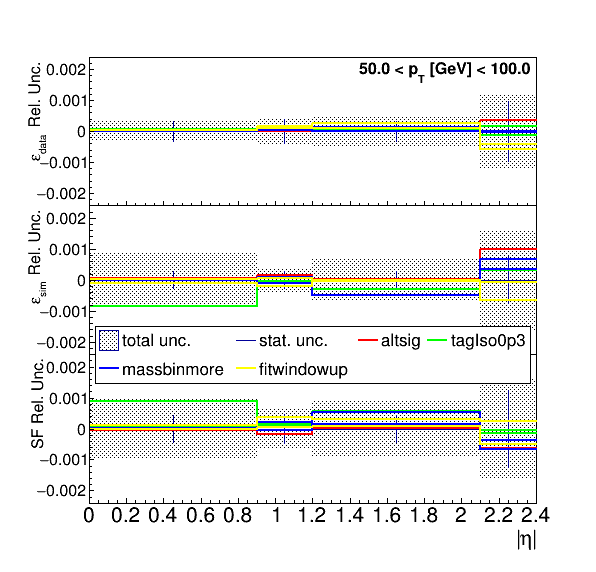 50.0 < p_T [GeV] < 100.0
ε_data Rel. Unc.
0.002
0.001
0
−0.001
−0.002
ε_sim Rel. Unc.
0.002
0.001
0
−0.001
−0.002
total unc. stat. unc. altsig tagIso0p3
massbinmore fitwindowup
SF Rel. Unc.
0.002
0.001
0
−0.001
−0.002
0 0.2 0.4 0.6 0.8 1 1.2 1.4 1.6 1.8 2 2.2 2.4
|η|